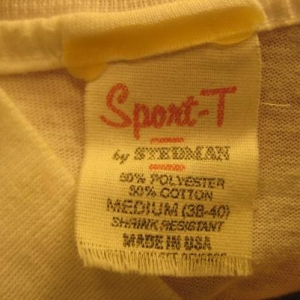 Sport-T
by STEDMAN
50% POLYESTER
50% COTTON
MEDIUM (38-40)
SHRINK RESISTANT
MADE IN USA